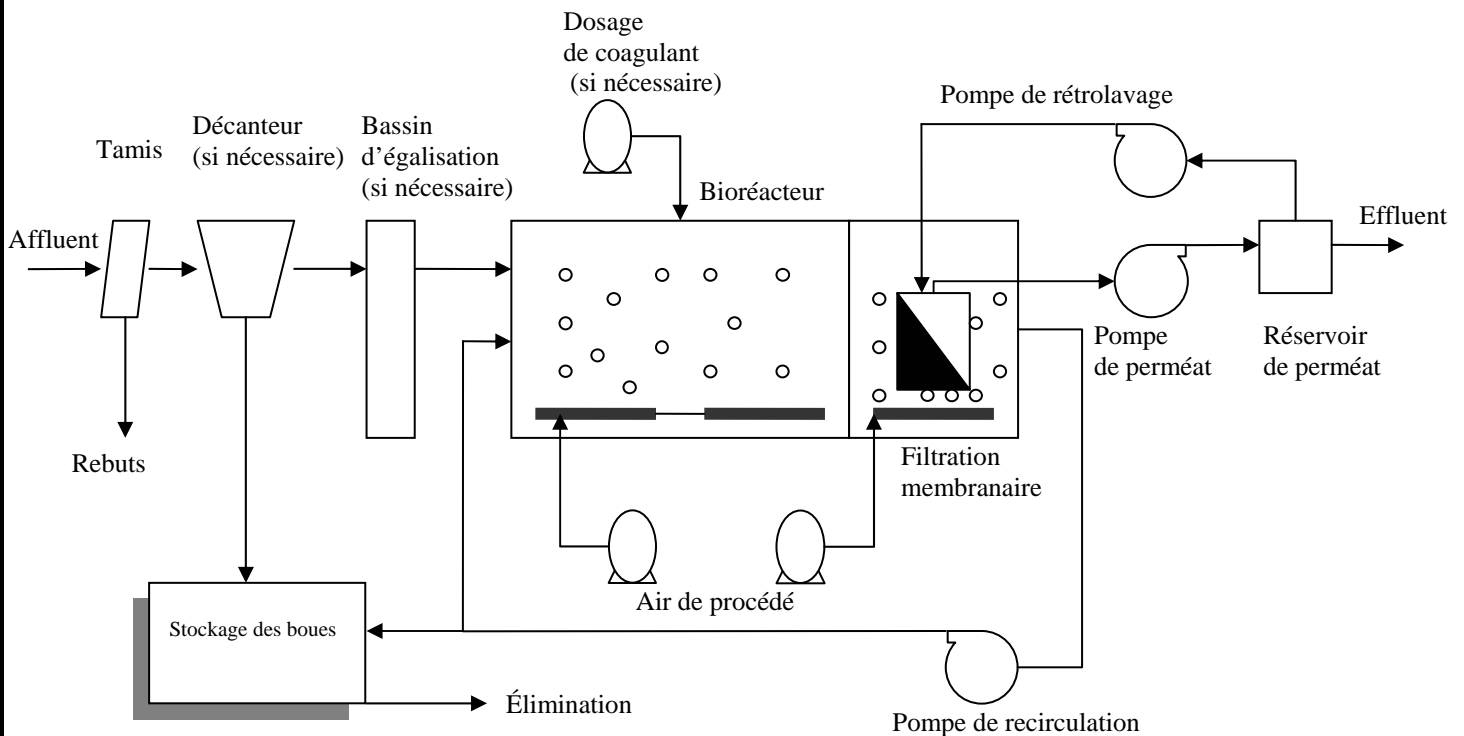 Dosage
de coagulant
(si nécessaire)
Pompe de rétrolavage
Tamis
Décanteur
(si nécessaire)
Bassin
d’égalisation
(si nécessaire)
Bioréacteur
Affluent
Effluent
Pompe
de perméat
Réservoir
de perméat
Rebuts
Filtration
membranaire
Air de procédé
Stockage des boues
Élimination
Pompe de recirculation